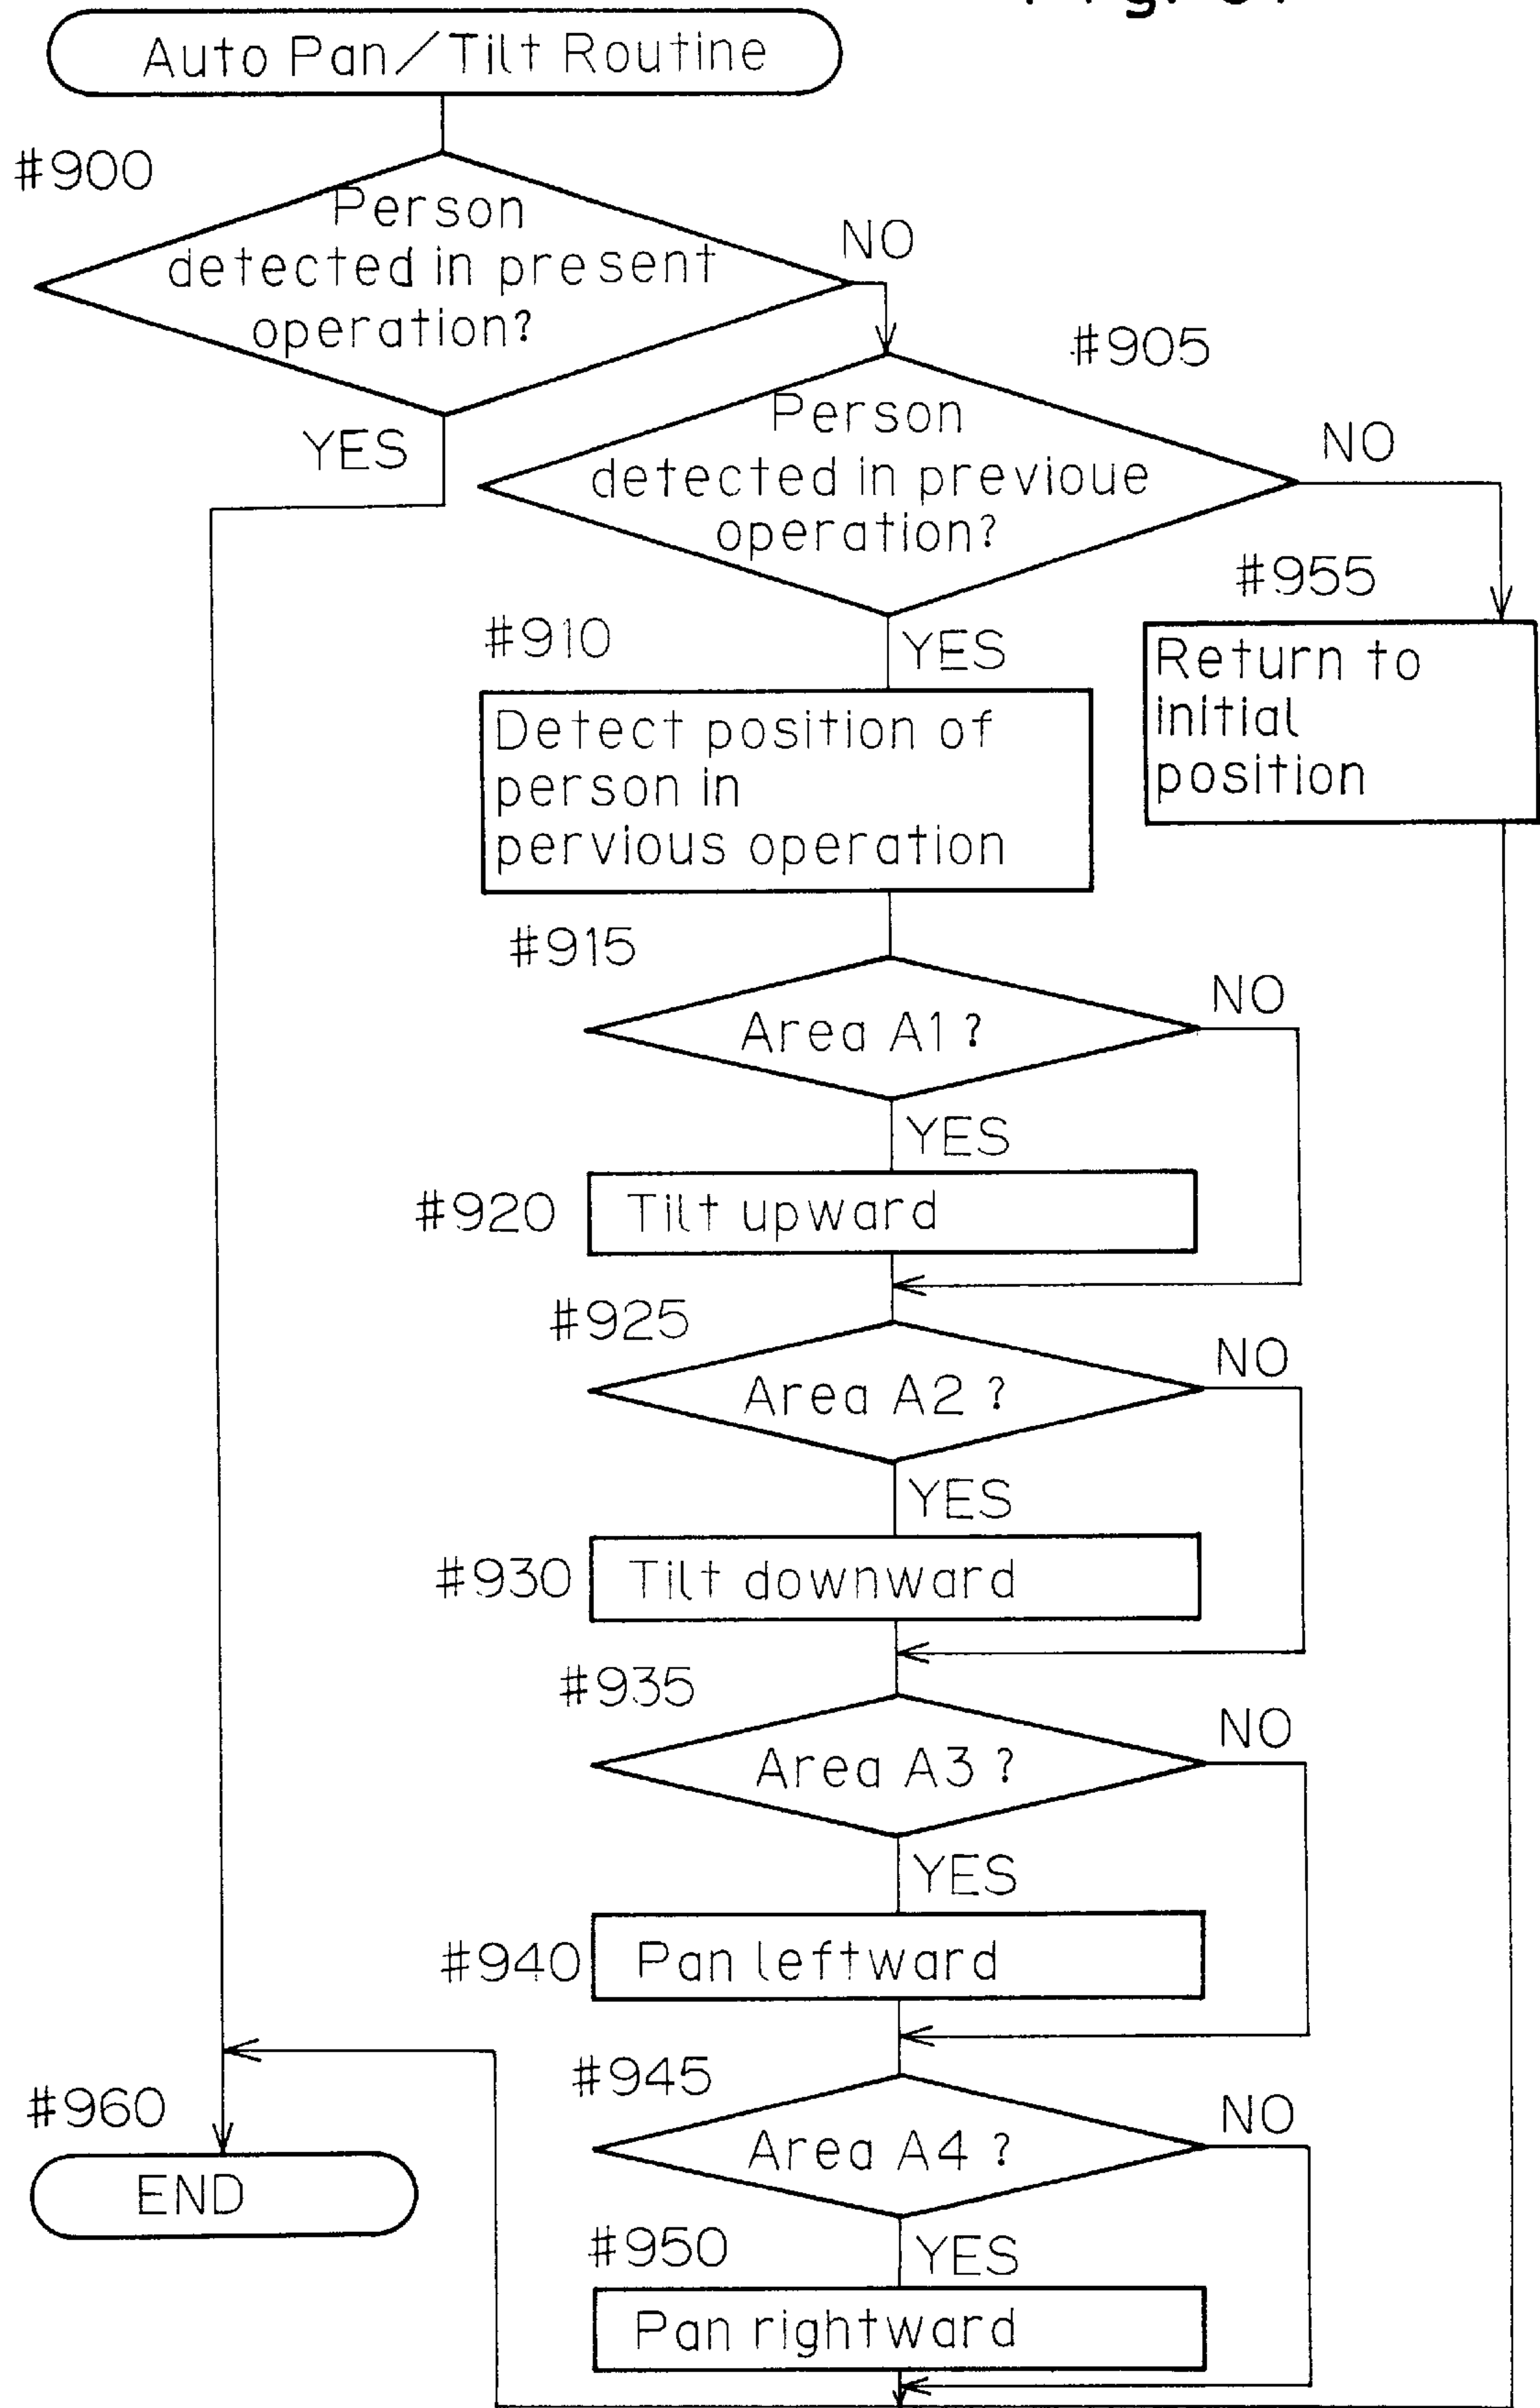 Auto Pan/Tilt Routine
#900
Person
detected in present
operation?
NO
YES
#905
Person
detected in previoue
operation?
NO
YES
#955
Return to
initial
position
#910
Detect position of
person in
pervious operation
#915
Area A1 ?
NO
YES
#920
Tilt upward
#925
Area A2 ?
NO
YES
#930
Tilt downward
#935
Area A3 ?
NO
YES
#940
Pan leftward
#945
Area A4 ?
NO
YES
#950
Pan rightward
#960
END